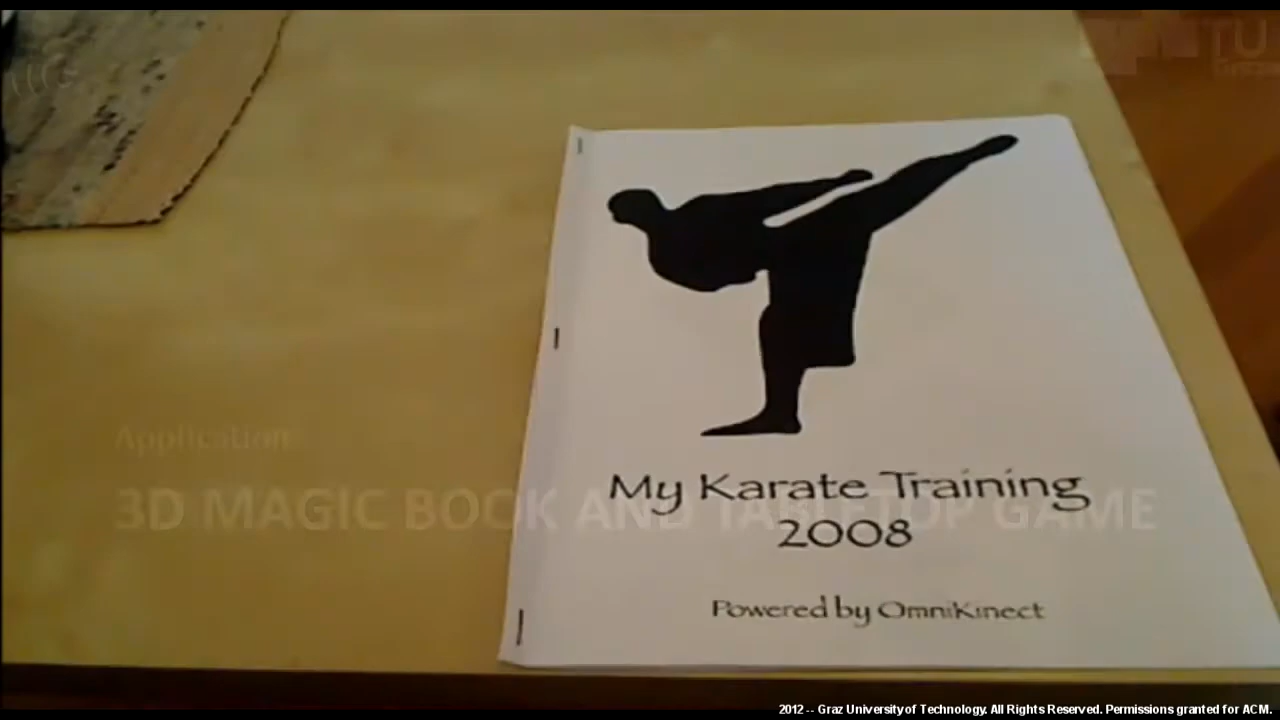 TU
Application
3D MAGIC BOOK AND TABLETOP GAME
My Karate Training
2008
Powered by OmniKinect
2012 -- Graz University of Technology. All Rights Reserved. Permissions granted for ACM.